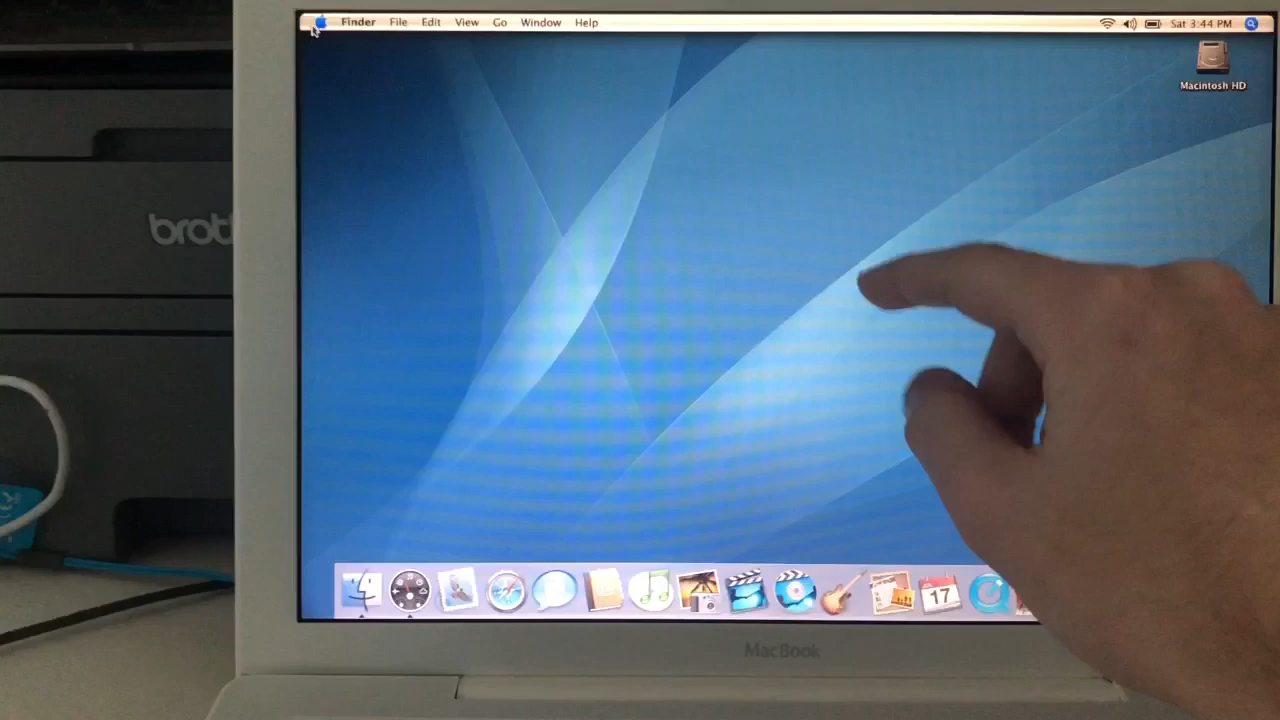 Finder File Edit View Go Window Help Sat 3:44 PM
Macintosh HD
brot
17
MacBook